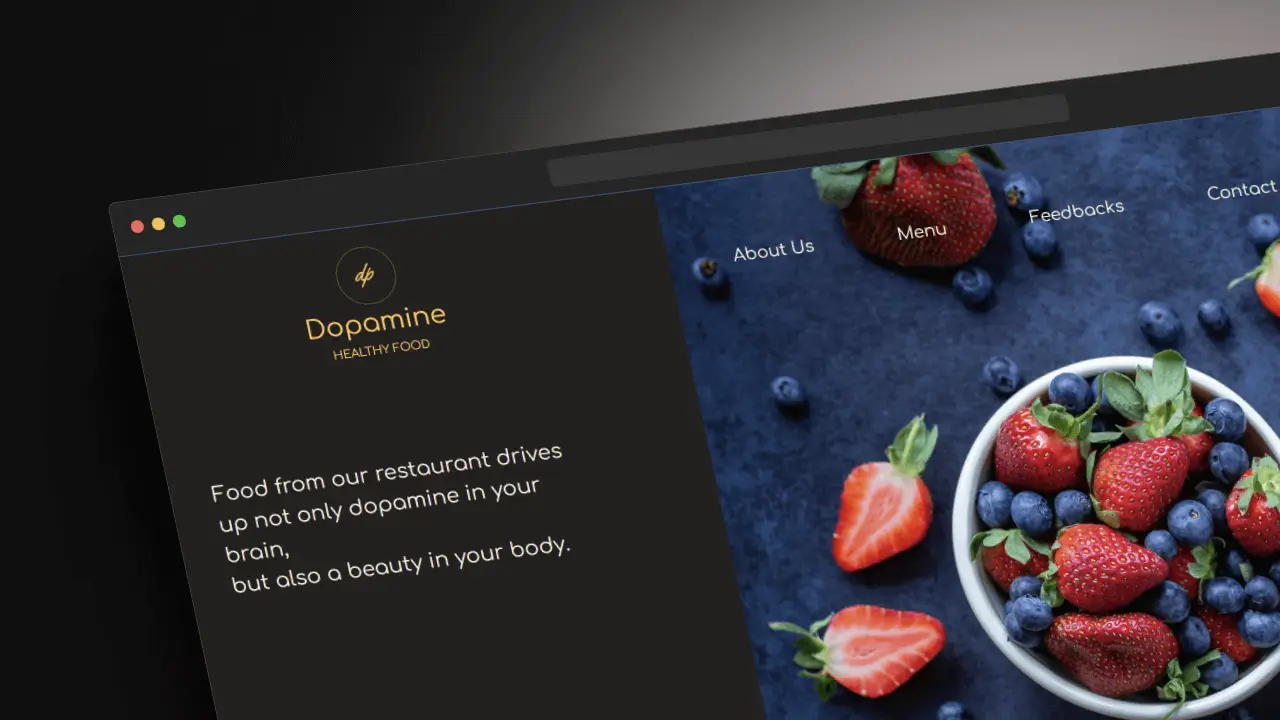 dp
Dopamine
HEALTHY FOOD
About Us
Menu
Feedbacks
Contact
Food from our restaurant drives
up not only dopamine in your
brain,
but also a beauty in your body.